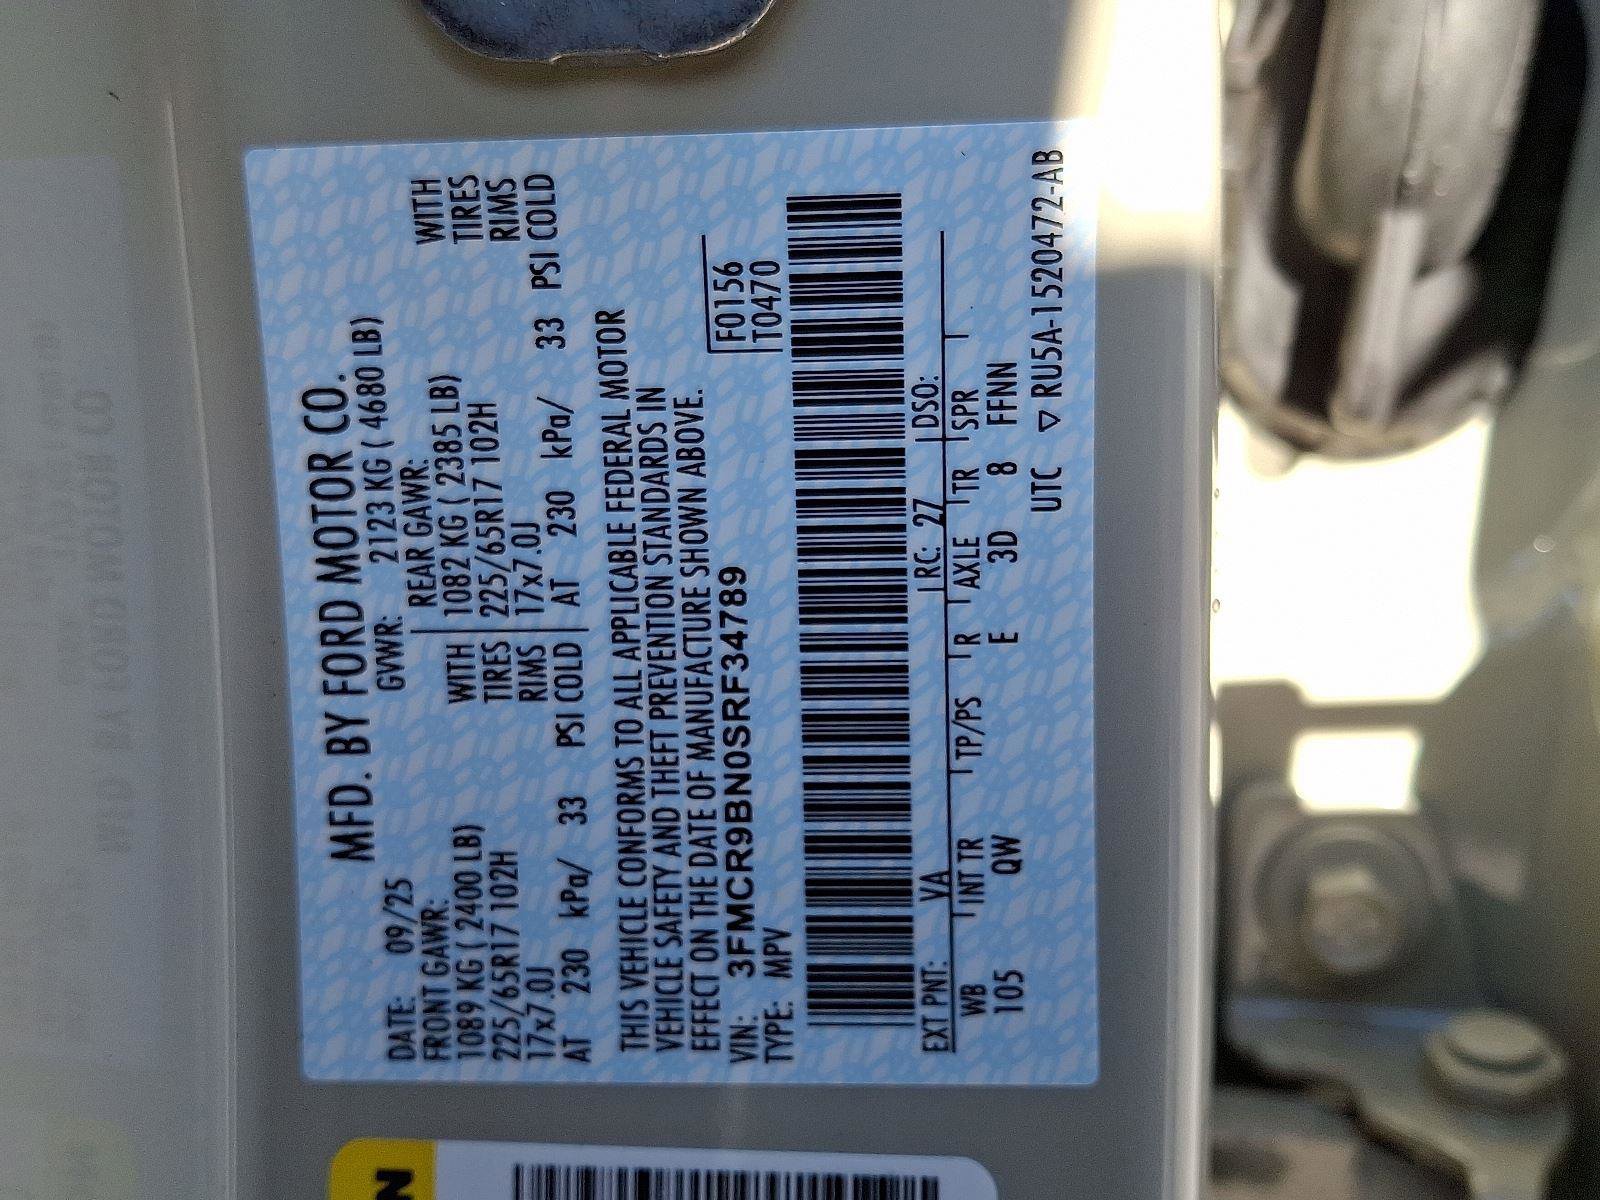 MFD. BY FORD MOTOR CO.
DATE: 09/25 GVWR: 2123 KG ( 4680 LB)
FRONT GAWR: REAR GAWR:
1089 KG ( 2400 LB) WITH 1082 KG ( 2385 LB) WITH
225/65R17 102H TIRES 225/65R17 102H TIRES
17x7.0J RIMS 17x7.0J RIMS
AT 230 kPa/ 33 PSI COLD AT 230 kPa/ 33 PSI COLD
THIS VEHICLE CONFORMS TO ALL APPLICABLE FEDERAL MOTOR
VEHICLE SAFETY AND THEFT PREVENTION STANDARDS IN
EFFECT ON THE DATE OF MANUFACTURE SHOWN ABOVE.
VIN: 3FMCR9BN0SRF34789 F0156
TYPE: MPV T0470
EXT PNT: VA RC: 27 DSO:
WB INT TR TP/PS R AXLE TR SPR
105 QW E 3D 8 FFNN
UTC ▽ RU5A-1520472-AB